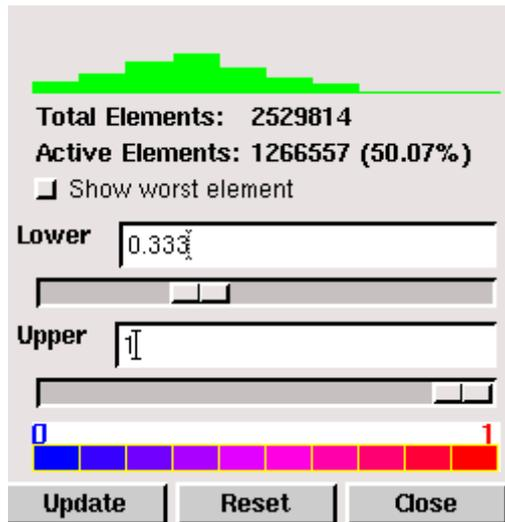 Total Elements: 2529814
Active Elements: 1266557 (50.07%)
Show worst element
Lower 0.333
Upper 1
0 1
Update Reset Close